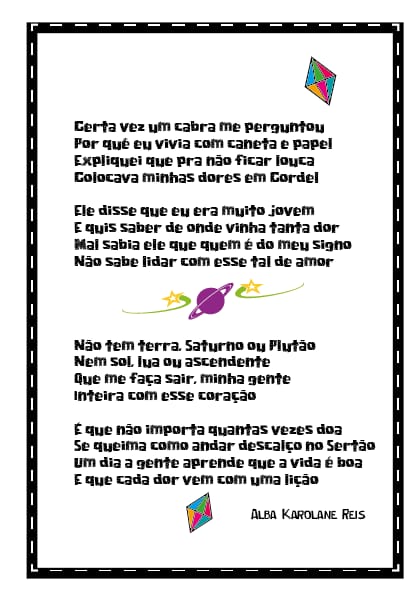 Certa vez um cabra me perguntou
Por quê eu vivia com caneta e papel
Expliquei que pra não ficar louca
Colocava minhas dores em Cordel
Ele disse que eu era muito jovem
E quis saber de onde vinha tanta dor
Mal sabia ele que quem é do meu signo
Não sabe lidar com esse tal de amor
Não tem terra, Saturno ou Plutão
Nem sol, lua ou ascendente
Que me faça sair, minha gente
Inteira com esse coração
É que não importa quantas vezes doa
Se queima como andar descalço no Sertão
Um dia a gente aprende que a vida é boa
E que cada dor vem com uma lição
Alba Karolane Reis